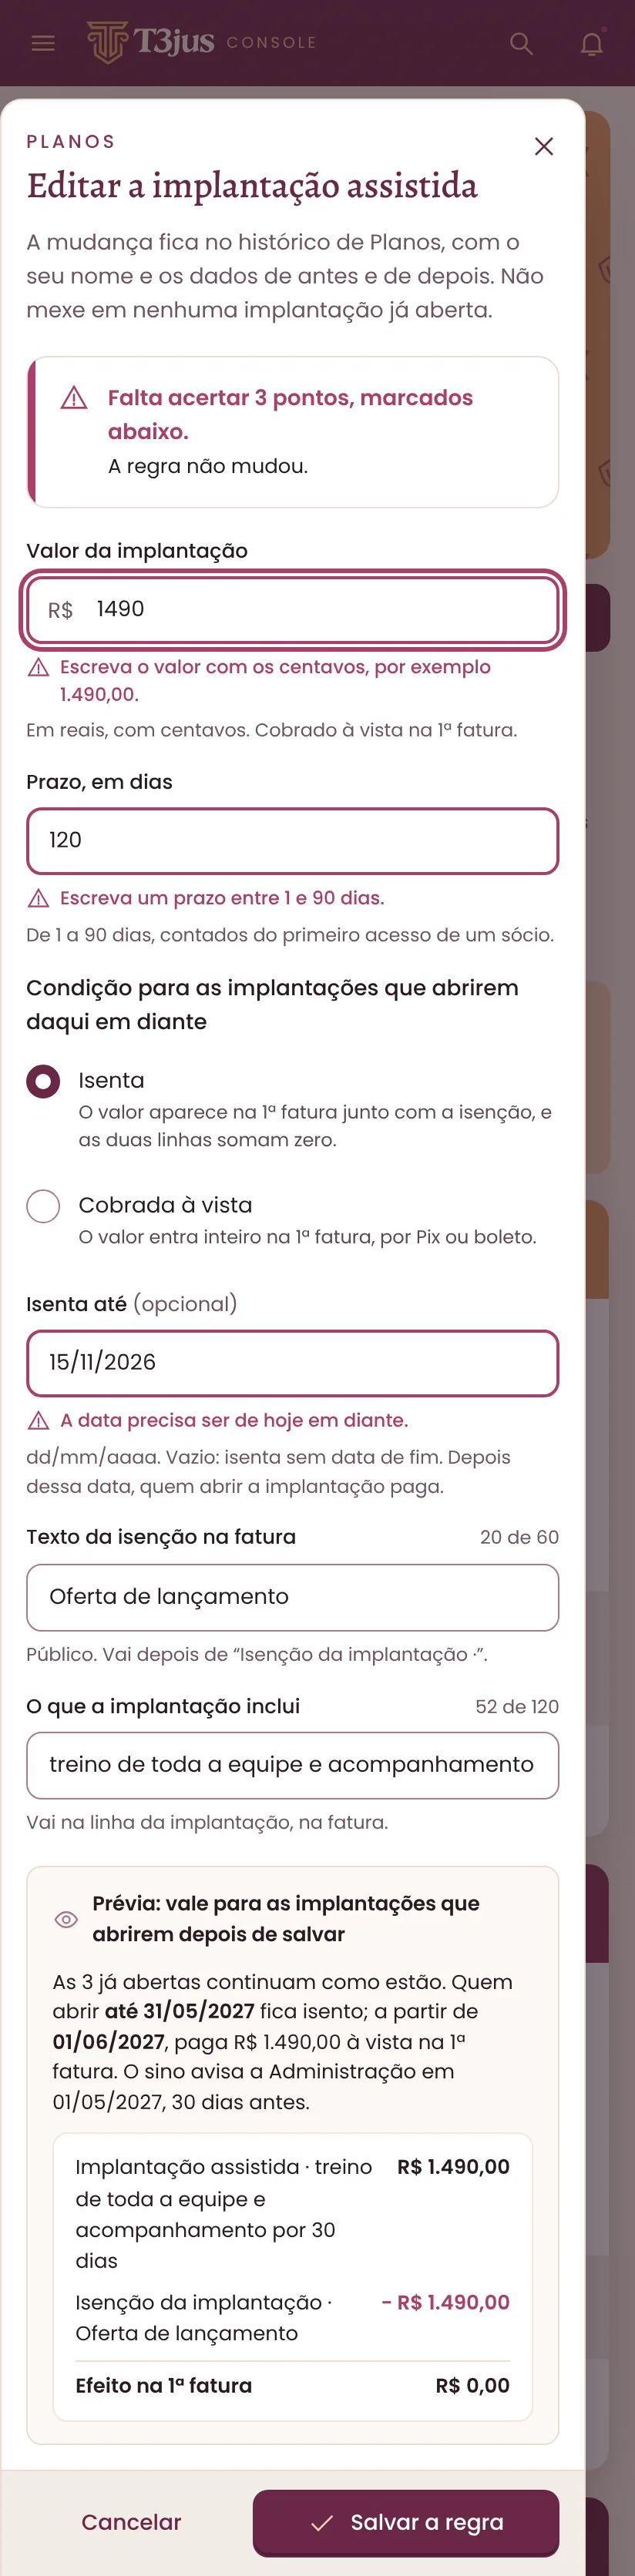 T3jus CONSOLE
PLANOS
Editar a implantação assistida
A mudança fica no histórico de Planos, com o
seu nome e os dados de antes e de depois. Não
mexe em nenhuma implantação já aberta.
Falta acertar 3 pontos, marcados
abaixo.
A regra não mudou.
Valor da implantação
R$ 1490
Escreva o valor com os centavos, por exemplo
1.490,00.
Em reais, com centavos. Cobrado à vista na 1ª fatura.
Prazo, em dias
120
Escreva um prazo entre 1 e 90 dias.
De 1 a 90 dias, contados do primeiro acesso de um sócio.
Condição para as implantações que abrirem
daqui em diante
Isenta
O valor aparece na 1ª fatura junto com a isenção, e
as duas linhas somam zero.
Cobrada à vista
O valor entra inteiro na 1ª fatura, por Pix ou boleto.
Isenta até (opcional)
15/11/2026
A data precisa ser de hoje em diante.
dd/mm/aaaa. Vazio: isenta sem data de fim. Depois
dessa data, quem abrir a implantação paga.
Texto da isenção na fatura 20 de 60
Oferta de lançamento
Público. Vai depois de “Isenção da implantação ·”.
O que a implantação inclui 52 de 120
treino de toda a equipe e acompanhamento
Vai na linha da implantação, na fatura.
Prévia: vale para as implantações que
abrirem depois de salvar
As 3 já abertas continuam como estão. Quem
abrir até 31/05/2027 fica isento; a partir de
01/06/2027, paga R$ 1.490,00 à vista na 1ª
fatura. O sino avisa a Administração em
01/05/2027, 30 dias antes.
Implantação assistida · treino R$ 1.490,00
de toda a equipe e
acompanhamento por 30
dias
Isenção da implantação · - R$ 1.490,00
Oferta de lançamento
Efeito na 1ª fatura R$ 0,00
Cancelar Salvar a regra